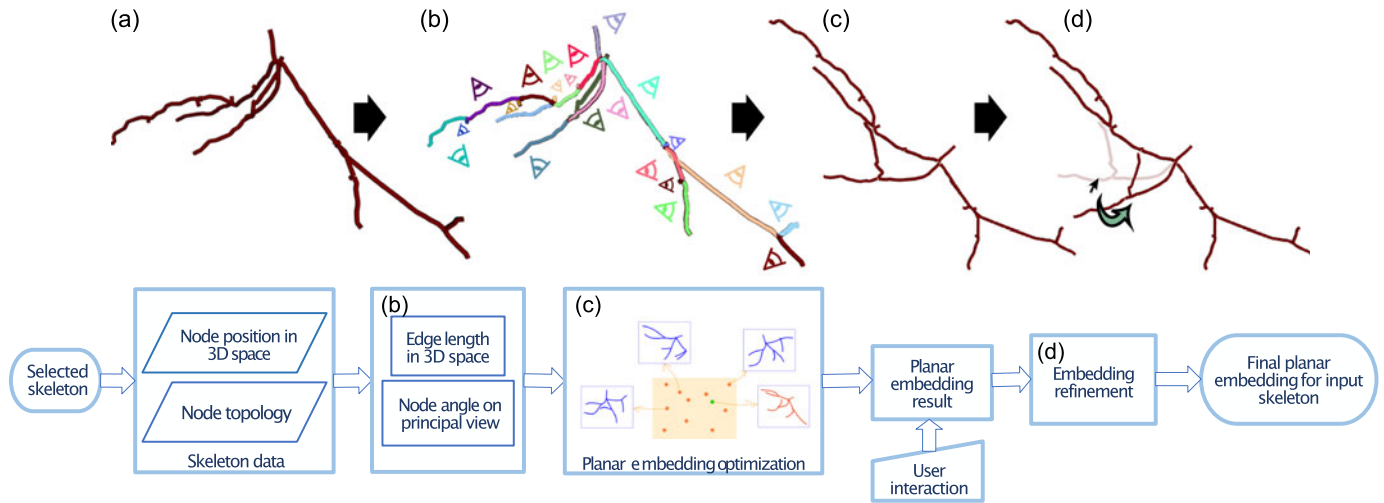 (a)
(b)
(c)
(d)
Selected
skeleton
Node position in
3D space
Node topology
Skeleton data
(b)
Edge length
in 3D space
Node angle on
principal view
(c)
Planar embedding optimization
Planar
embedding
result
User
interaction
(d)
Embedding
refinement
Final planar
embedding for input
skeleton